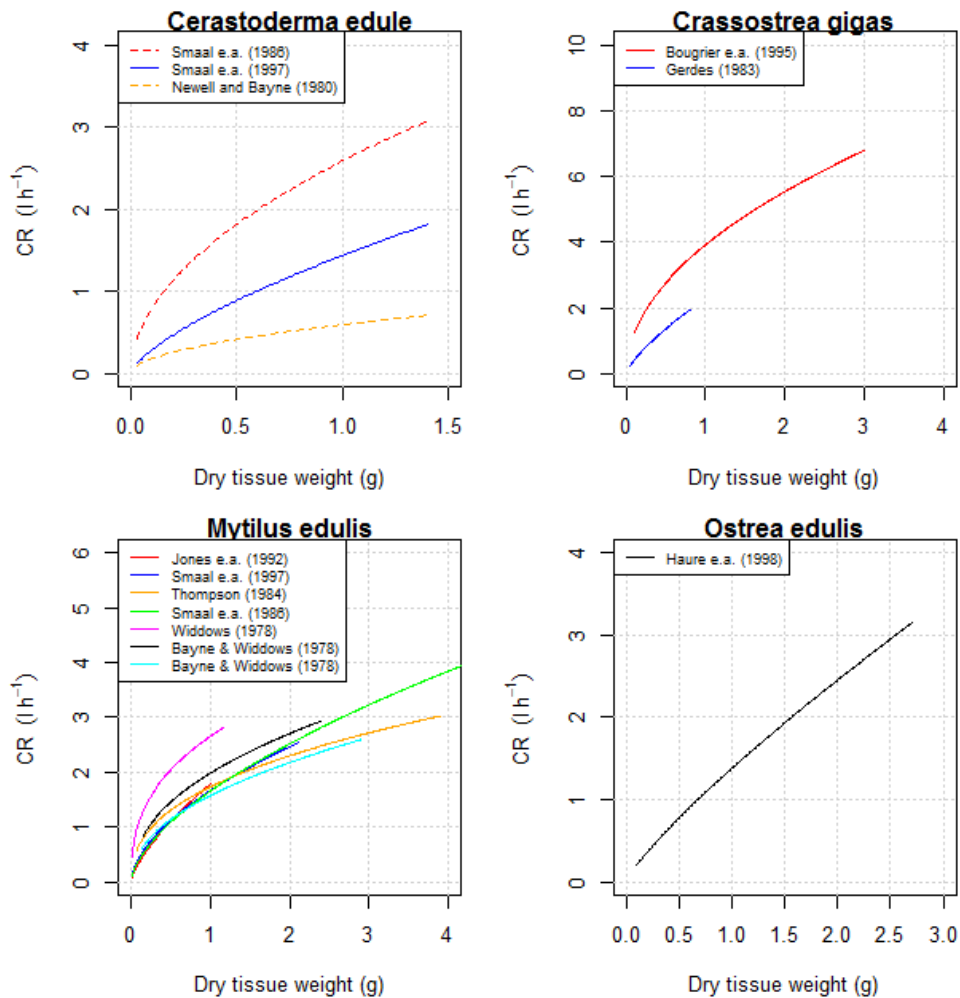 Cerastoderma edule
Smaal e.a. (1986)
Smaal e.a. (1997)
Newell and Bayne (1980)
CR (l h⁻¹)
4
3
2
1
0
0.0 0.5 1.0 1.5
Dry tissue weight (g)
Crassostrea gigas
Bougrier e.a. (1995)
Gerdes (1983)
CR (l h⁻¹)
10
8
6
4
2
0
0 1 2 3 4
Dry tissue weight (g)
Mytilus edulis
Jones e.a. (1992)
Smaal e.a. (1997)
Thompson (1984)
Smaal e.a. (1986)
Widdows (1978)
Bayne & Widdows (1978)
Bayne & Widdows (1978)
CR (l h⁻¹)
6
5
4
3
2
1
0
0 1 2 3 4
Dry tissue weight (g)
Ostrea edulis
Haure e.a. (1998)
CR (l h⁻¹)
4
3
2
1
0
0.0 0.5 1.0 1.5 2.0 2.5 3.0
Dry tissue weight (g)